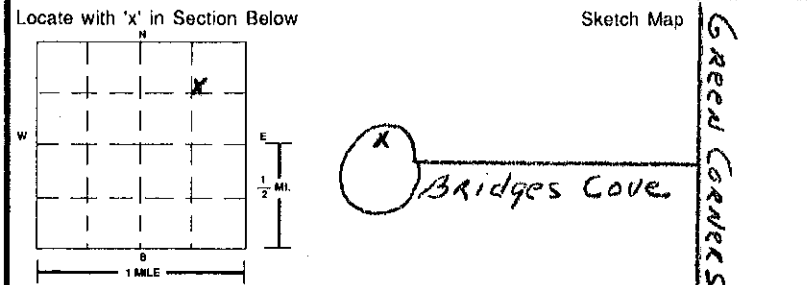 Locate with 'x' in Section Below
Sketch Map
N
X
W
E
1/2 MI.
B
1 MILE
X
Bridges Cove
GREEN CORNERS